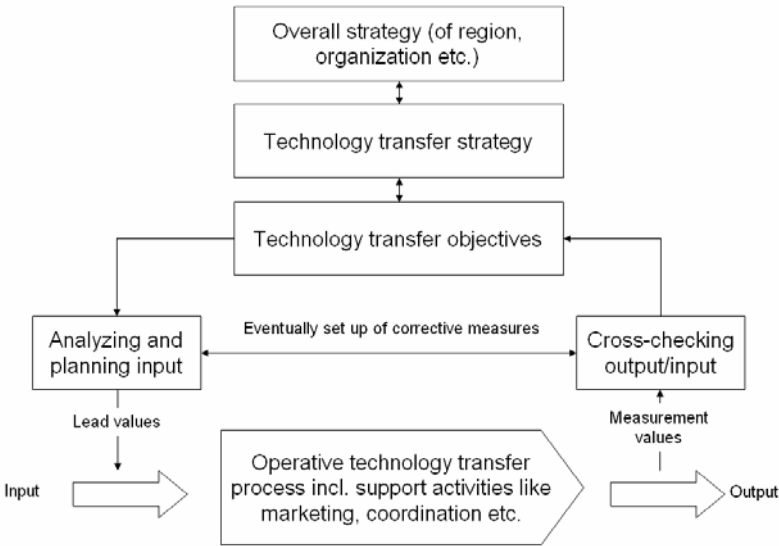 Overall strategy (of region,
organization etc.)
Technology transfer strategy
Technology transfer objectives
Analyzing and
planning input
Eventually set up of corrective measures
Cross-checking
output/input
Lead values
Measurement
values
Input
Operative technology transfer
process incl. support activities like
marketing, coordination etc.
Output